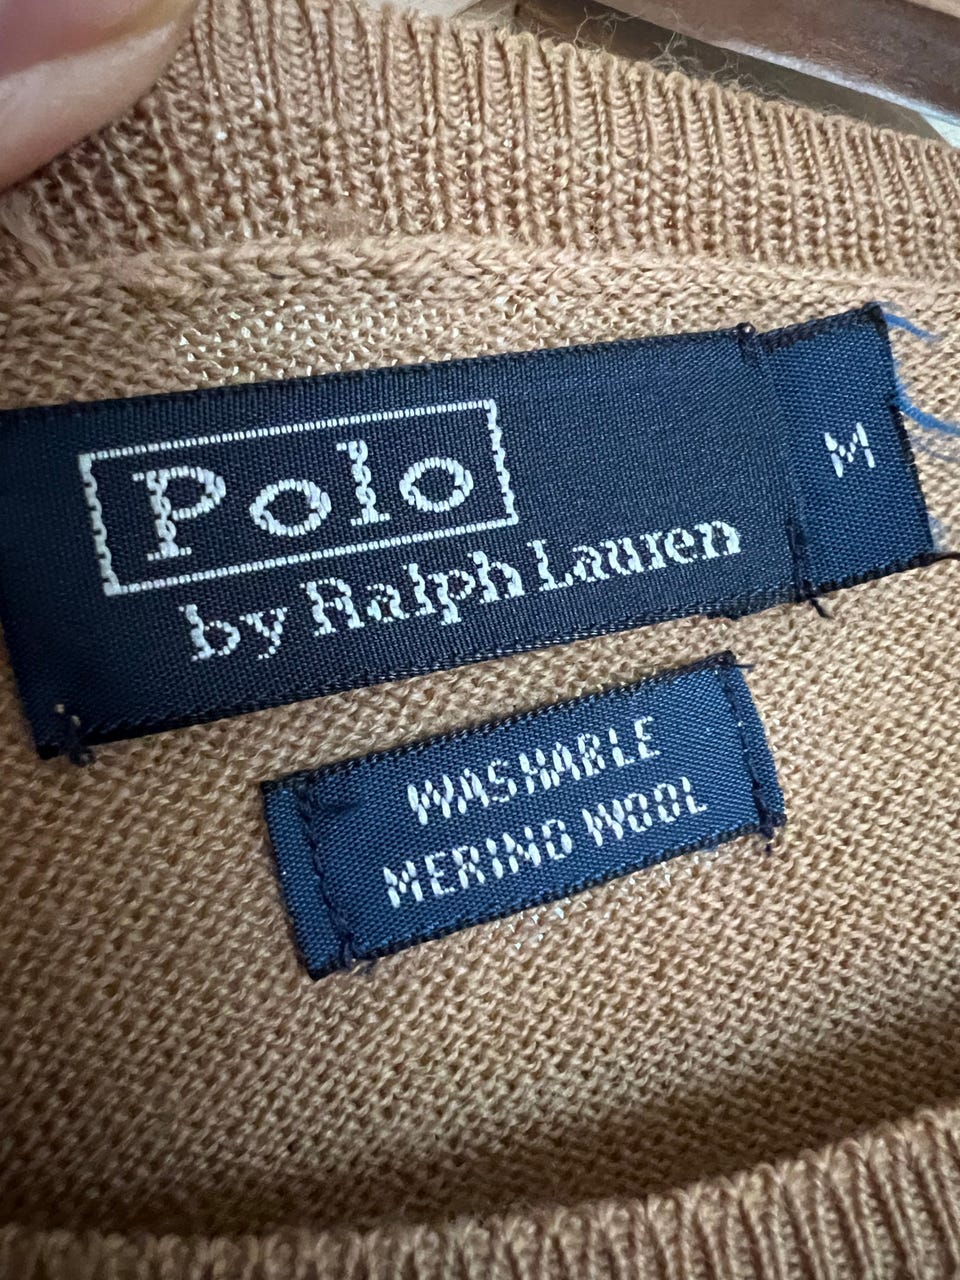 Polo
by Ralph Lauren
M
WASHABLE
MERINO WOOL